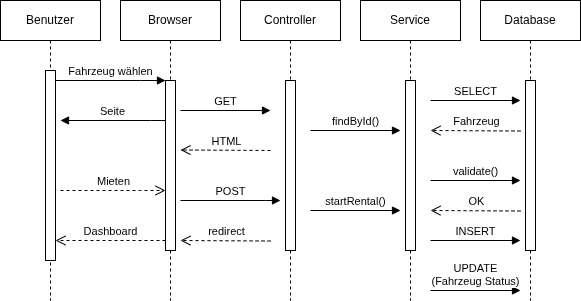 Benutzer
Browser
Controller
Service
Database
Fahrzeug wählen
SELECT
GET
Seite
findById()
Fahrzeug
HTML
validate()
Mieten
POST
startRental()
OK
Dashboard
redirect
INSERT
UPDATE
(Fahrzeug Status)